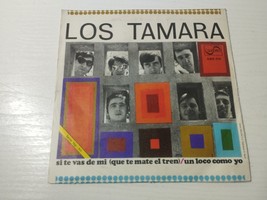 LOS TAMARA
si te vas de mi (que te mate el tren)/un loco como yo